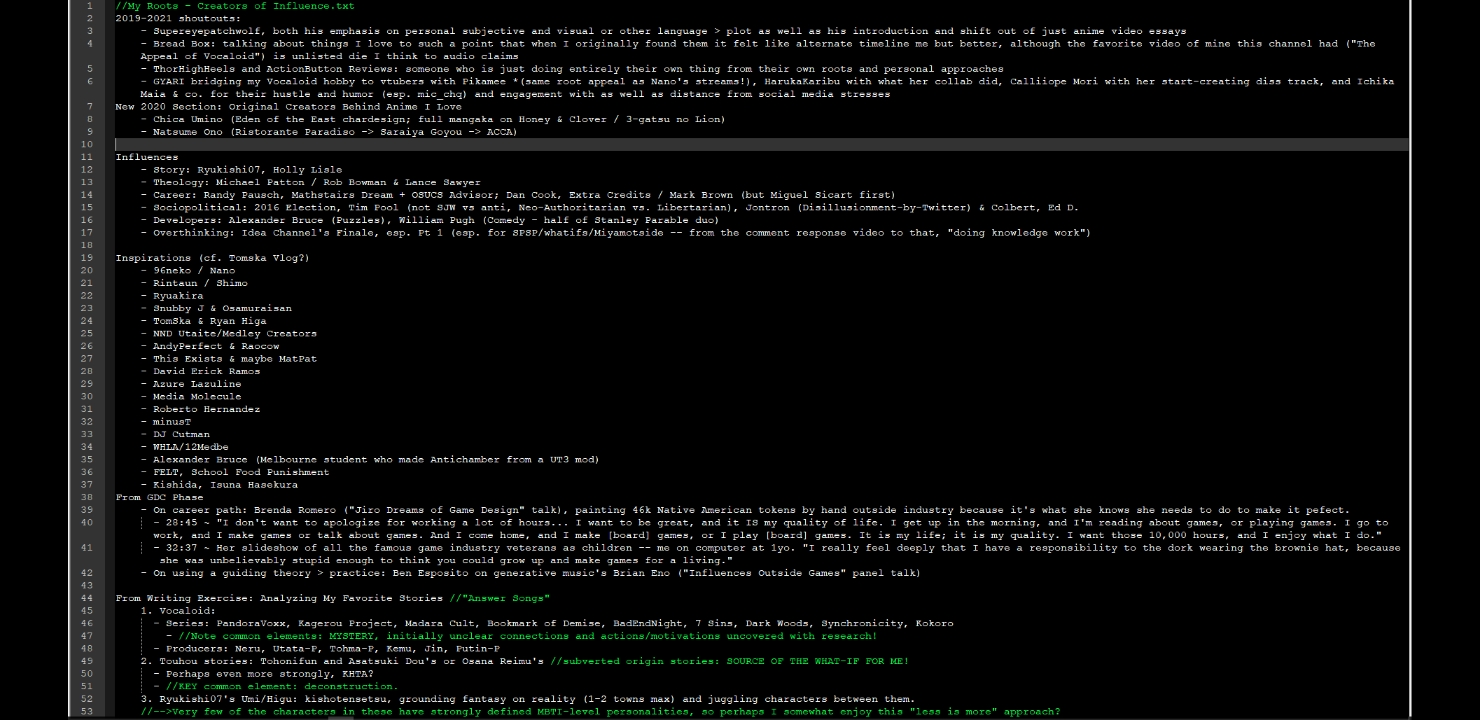 1 //My Roots - Creators of Influence.txt
2 2019-2021 shoutouts:
3 - Supereyepatchwolf, both his emphasis on personal subjective and visual or other language > plot as well as his introduction and shift out of just anime video essays
4 - Bread Box: talking about things I love to such a point that when I originally found them it felt like alternate timeline me but better, although the favorite video of mine this channel had ("The
Appeal of Vocaloid") is unlisted die I think to audio claims
5 - ThorHighHeels and ActionButton Reviews: someone who is just doing entirely their own thing from their own roots and personal approaches
6 - GYARI bridging my Vocaloid hobby to vtubers with Pikamee *(same root appeal as Nano's streams!), HarukaKaribu with what her collab did, Calliiope Mori with her start-creating diss track, and Ichika
Maia & co. for their hustle and humor (esp. mic_chq) and engagement with as well as distance from social media stresses
7 New 2020 Section: Original Creators Behind Anime I Love
8 - Chica Umino (Eden of the East chardesign; full mangaka on Honey & Clover / 3-gatsu no Lion)
9 - Natsume Ono (Ristorante Paradiso -> Saraiya Goyou -> ACCA)
10
11 Influences
12 - Story: Ryukishi07, Holly Lisle
13 - Theology: Michael Patton / Rob Bowman & Lance Sawyer
14 - Career: Randy Pausch, Mathstairs Dream + OSUCS Advisor; Dan Cook, Extra Credits / Mark Brown (but Miguel Sicart first)
15 - Sociopolitical: 2016 Election, Tim Pool (not SJW vs anti, Neo-Authoritarian vs. Libertarian), Jontron (Disillusionment-by-Twitter) & Colbert, Ed D.
16 - Developers: Alexander Bruce (Puzzles), William Pugh (Comedy - half of Stanley Parable duo)
17 - Overthinking: Idea Channel's Finale, esp. Pt 1 (esp. for SPSP/whatifs/Miyamotside -- from the comment response video to that, "doing knowledge work")
18
19 Inspirations (cf. Tomska Vlog?)
20 - 96neko / Nano
21 - Rintaun / Shimo
22 - Ryuakira
23 - Snubby J & Osamuraisan
24 - TomSka & Ryan Higa
25 - NND Utaite/Medley Creators
26 - AndyPerfect & Raocow
27 - This Exists & maybe MatPat
28 - David Erick Ramos
29 - Azure Lazuline
30 - Media Molecule
31 - Roberto Hernandez
32 - minusT
33 - DJ Cutman
34 - WHLA/12Medbe
35 - Alexander Bruce (Melbourne student who made Antichamber from a UT3 mod)
36 - FELT, School Food Punishment
37 - Kishida, Isuna Hasekura
38 From GDC Phase
39 - On career path: Brenda Romero ("Jiro Dreams of Game Design" talk), painting 46k Native American tokens by hand outside industry because it's what she knows she needs to do to make it pefect.
40 - 28:45 ~ "I don't want to apologize for working a lot of hours... I want to be great, and it IS my quality of life. I get up in the morning, and I'm reading about games, or playing games. I go to
work, and I make games or talk about games. And I come home, and I make [board] games, or I play [board] games. It is my life; it is my quality. I want those 10,000 hours, and I enjoy what I do."
41 - 32:37 ~ Her slideshow of all the famous game industry veterans as children -- me on computer at 1yo. "I really feel deeply that I have a responsibility to the dork wearing the brownie hat, because
she was unbelievably stupid enough to think you could grow up and make games for a living."
42 - On using a guiding theory > practice: Ben Esposito on generative music's Brian Eno ("Influences Outside Games" panel talk)
43
44 From Writing Exercise: Analyzing My Favorite Stories //"Answer Songs"
45 1. Vocaloid:
46 - Series: PandoraVoxx, Kagerou Project, Madara Cult, Bookmark of Demise, BadEndNight, 7 Sins, Dark Woods, Synchronicity, Kokoro
47 - //Note common elements: MYSTERY, initially unclear connections and actions/motivations uncovered with research!
48 - Producers: Neru, Utata-P, Tohma-P, Kemu, Jin, Putin-P
49 2. Touhou stories: Tohonifun and Asatsuki Dou's or Osana Reimu's //subverted origin stories: SOURCE OF THE WHAT-IF FOR ME!
50 - Perhaps even more strongly, KHTA?
51 - //KEY common element: deconstruction.
52 3. Ryukishi07's Umi/Higu: kishotensetsu, grounding fantasy on reality (1-2 towns max) and juggling characters between them.
53 //-->Very few of the characters in these have strongly defined MBTI-level personalities, so perhaps I somewhat enjoy this "less is more" approach?